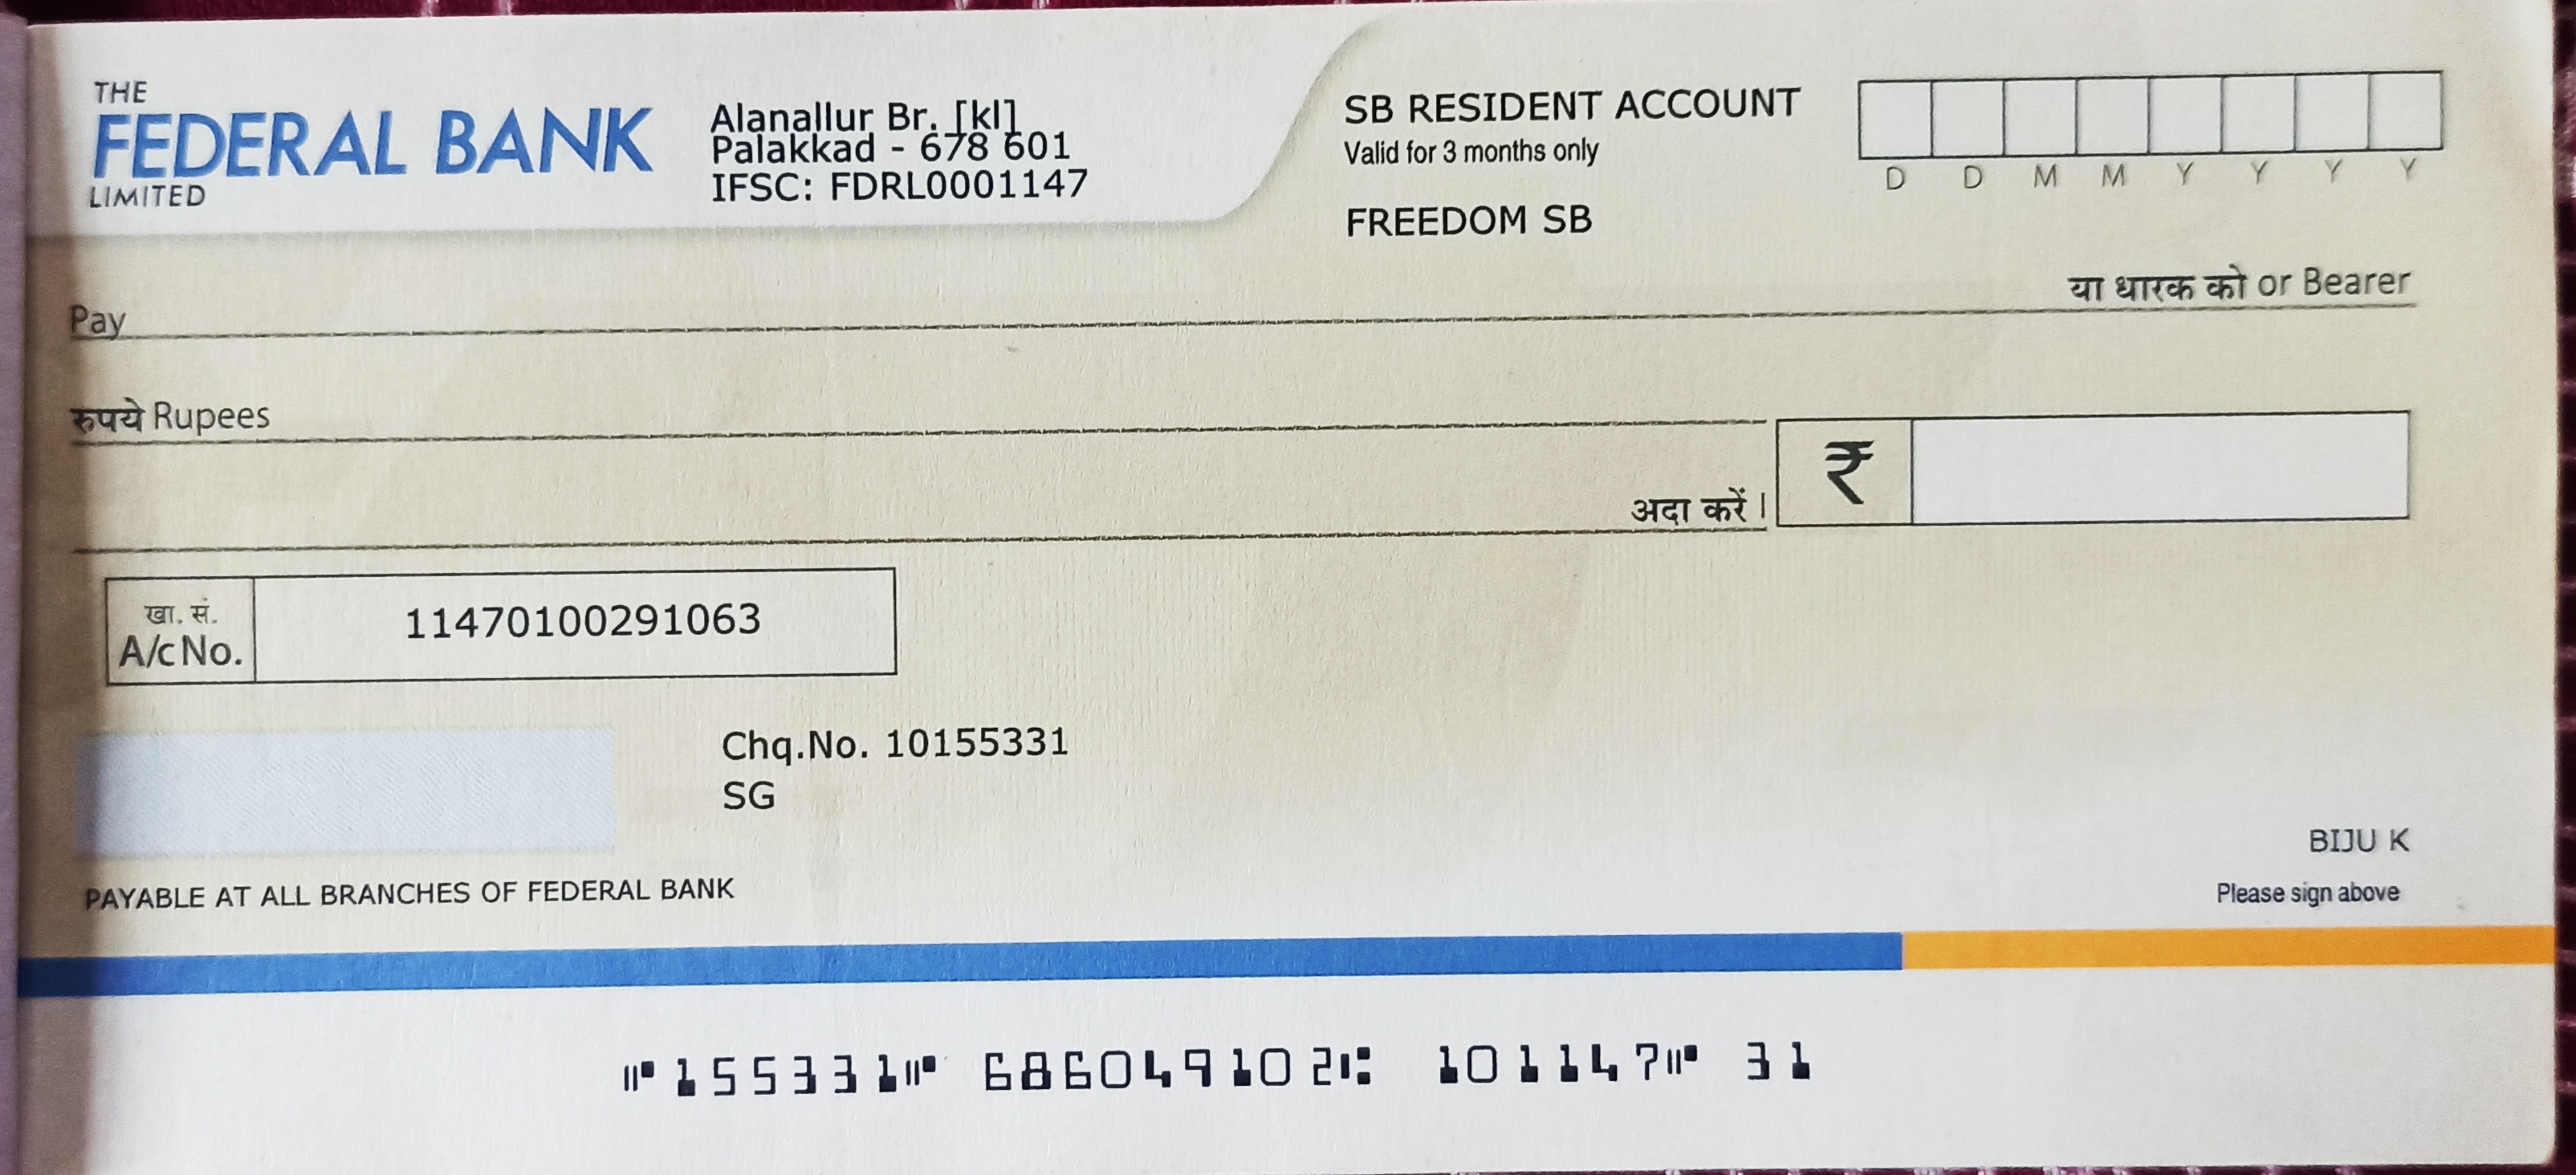 THE
FEDERAL BANK
LIMITED
Alanallur Br. [kl]
Palakkad - 678 601
IFSC: FDRL0001147
SB RESIDENT ACCOUNT
Valid for 3 months only
FREEDOM SB
D D M M Y Y Y Y
Pay
या धारक को or Bearer
रुपये Rupees
अदा करें।
₹
खा. सं.
A/c No.
11470100291063
Chq.No. 10155331
SG
BIJU K
Please sign above
PAYABLE AT ALL BRANCHES OF FEDERAL BANK
⑈155331⑈ 686049102⑆ 101147⑈ 31